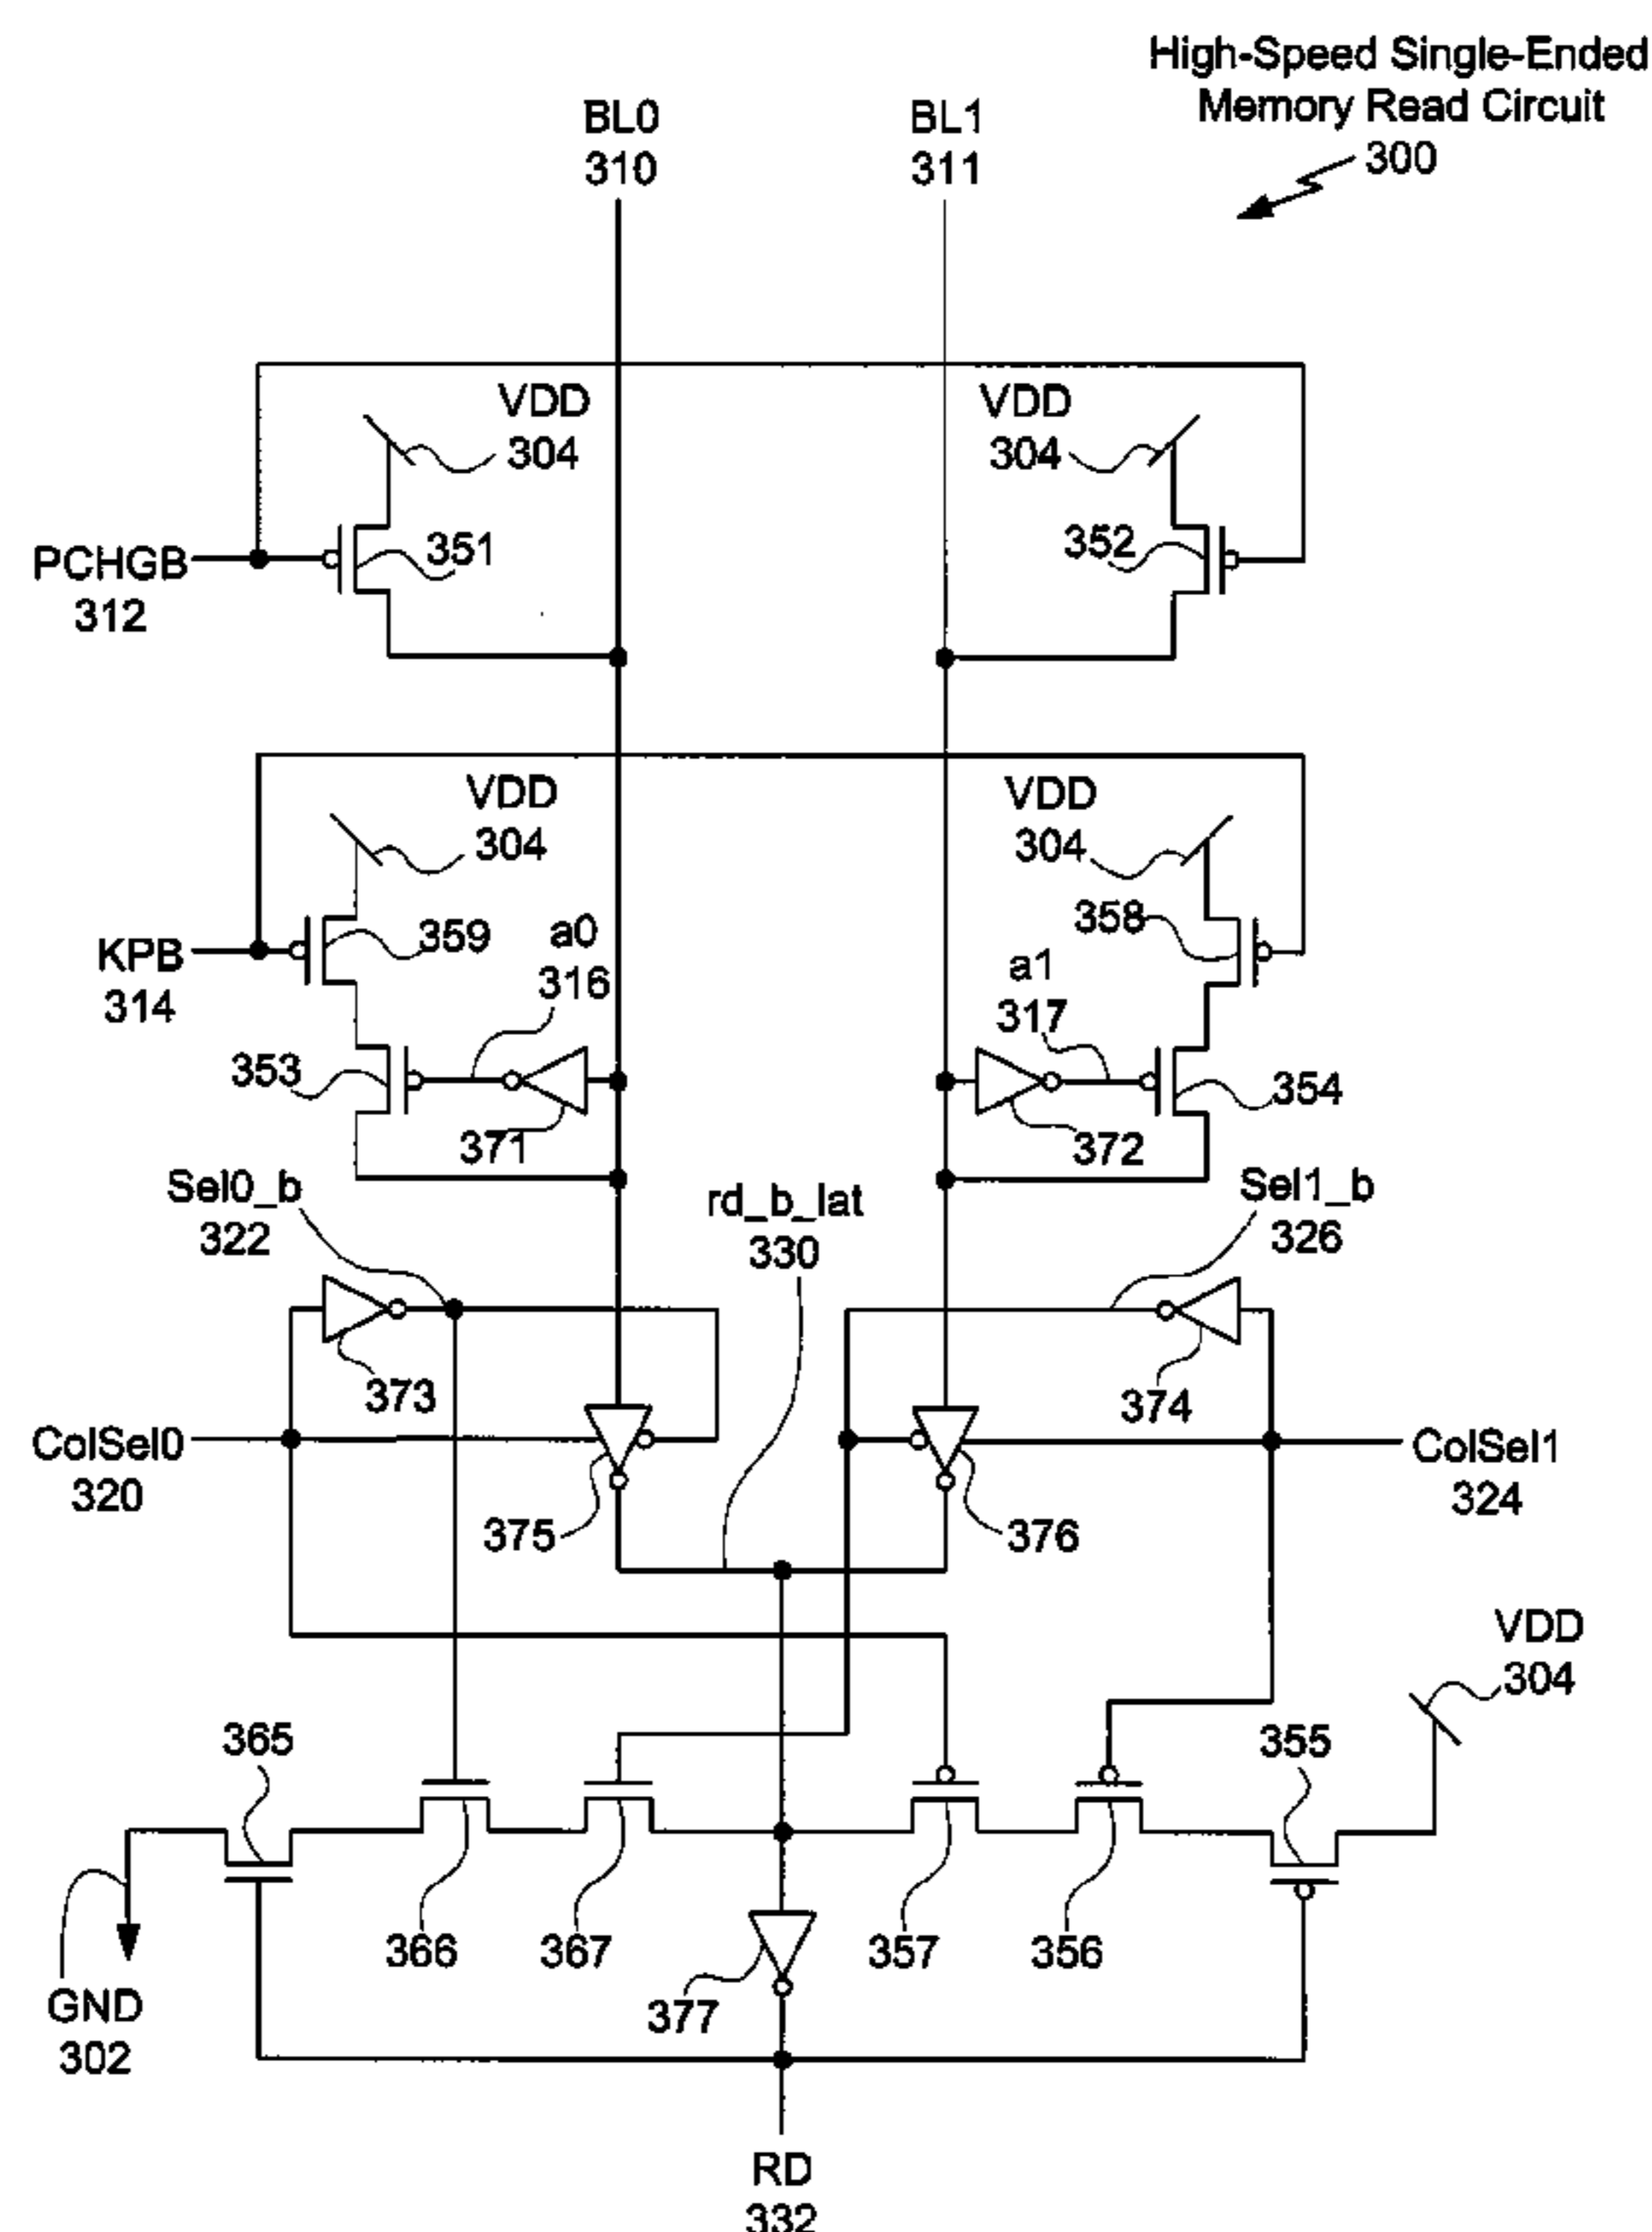 High-Speed Single-Ended
Memory Read Circuit
300
BL0
310
BL1
311
VDD
304
VDD
304
PCHGB
312
351
352
VDD
304
VDD
304
KPB
314
359
a0
316
358
a1
317
353
371
372
354
Sel0_b
322
rd_b_lat
330
Sel1_b
326
373
374
ColSel0
320
ColSel1
324
375
376
VDD
304
365
355
366
367
357
356
377
GND
302
RD
332